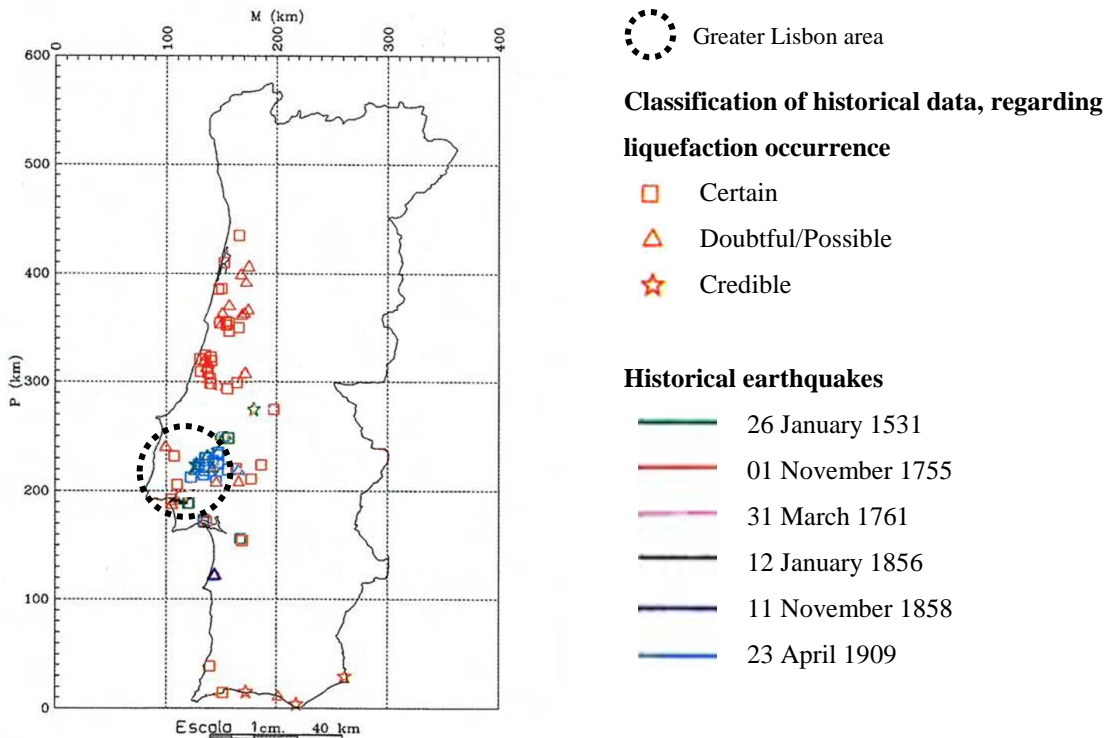 M (km)
0 100 200 300 400
600
500
400
300
200
100
0
P (km)
Escala 1cm. 40 km
Greater Lisbon area
Classification of historical data, regarding
liquefaction occurrence
Certain
Doubtful/Possible
Credible
Historical earthquakes
26 January 1531
01 November 1755
31 March 1761
12 January 1856
11 November 1858
23 April 1909